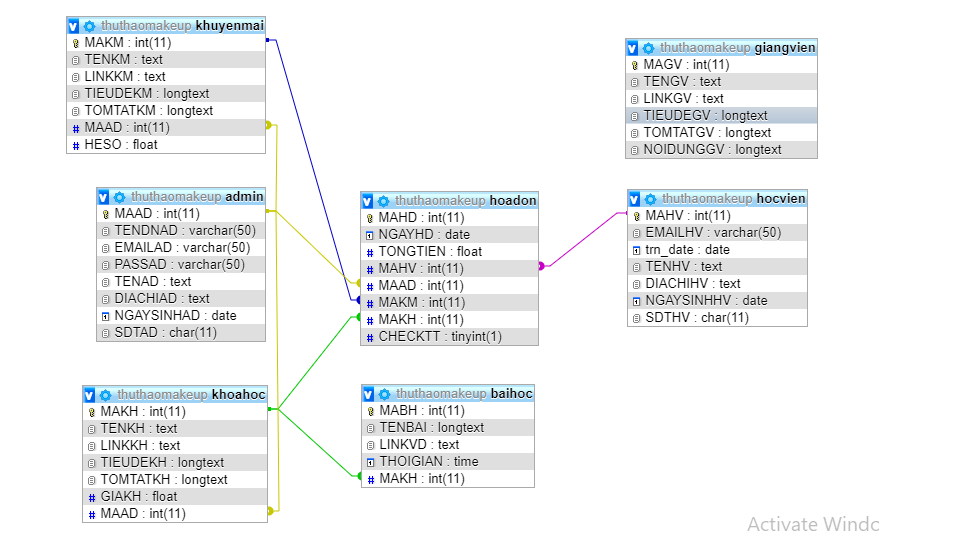 thuthaomakeup khuyenmai
MAKM : int(11)
TENKM : text
LINKKM : text
TIEUDEKM : longtext
TOMTATKM : longtext
MAAD : int(11)
HESO : float
thuthaomakeup giangvien
MAGV : int(11)
TENGV : text
LINKGV : text
TIEUDEGV : longtext
TOMTATGV : longtext
NOIDUNGGV : longtext
thuthaomakeup admin
MAAD : int(11)
TENDNAD : varchar(50)
EMAILAD : varchar(50)
PASSAD : varchar(50)
TENAD : text
DIACHIAD : text
NGAYSINHAD : date
SDTAD : char(11)
thuthaomakeup hoadon
MAHD : int(11)
NGAYHD : date
TONGTIEN : float
MAHV : int(11)
MAAD : int(11)
MAKM : int(11)
MAKH : int(11)
CHECKTT : tinyint(1)
thuthaomakeup hocvien
MAHV : int(11)
EMAILHV : varchar(50)
trn_date : date
TENHV : text
DIACHIHV : text
NGAYSINHHV : date
SDTHV : char(11)
thuthaomakeup khoahoc
MAKH : int(11)
TENKH : text
LINKKH : text
TIEUDEKH : longtext
TOMTATKH : longtext
GIAKH : float
MAAD : int(11)
thuthaomakeup baihoc
MABH : int(11)
TENBAI : longtext
LINKVD : text
THOIGIAN : time
MAKH : int(11)
Activate Windc